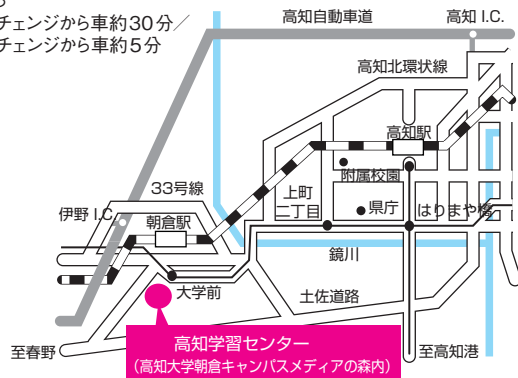 チェンジから車約30分／
チェンジから車約5分
高知自動車道
高知 I.C.
高知北環状線
高知駅
附属校園
33号線
上町
二丁目
県庁
はりまや橋
伊野 I.C.
朝倉駅
鏡川
大学前
土佐道路
至春野
高知学習センター
（高知大学朝倉キャンパスメディアの森内）
至高知港